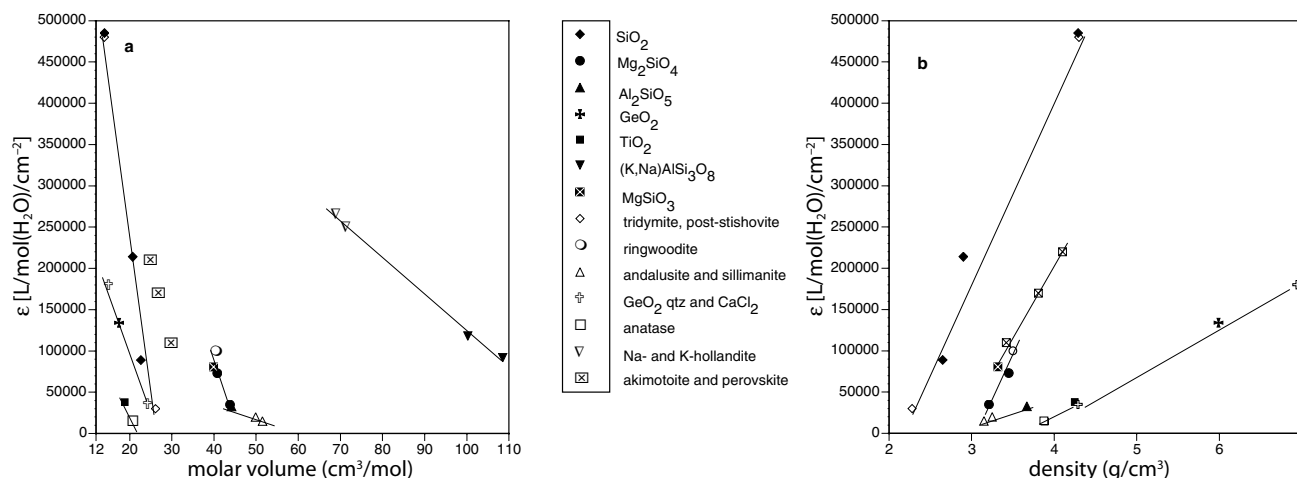 a
500000
450000
400000
350000
300000
250000
200000
150000
100000
50000
0
ε [L/mol(H₂O)/cm⁻²]
12 20 30 40 50 60 70 80 90 100 110
molar volume (cm³/mol)
SiO₂
Mg₂SiO₄
Al₂SiO₅
GeO₂
TiO₂
(K,Na)AlSi₃O₈
MgSiO₃
tridymite, post-stishovite
ringwoodite
andalusite and sillimanite
GeO₂ qtz and CaCl₂
anatase
Na- and K-hollandite
akimotoite and perovskite
b
500000
450000
400000
350000
300000
250000
200000
150000
100000
50000
0
ε [L/mol(H₂O)/cm⁻²]
2 3 4 5 6
density (g/cm³)